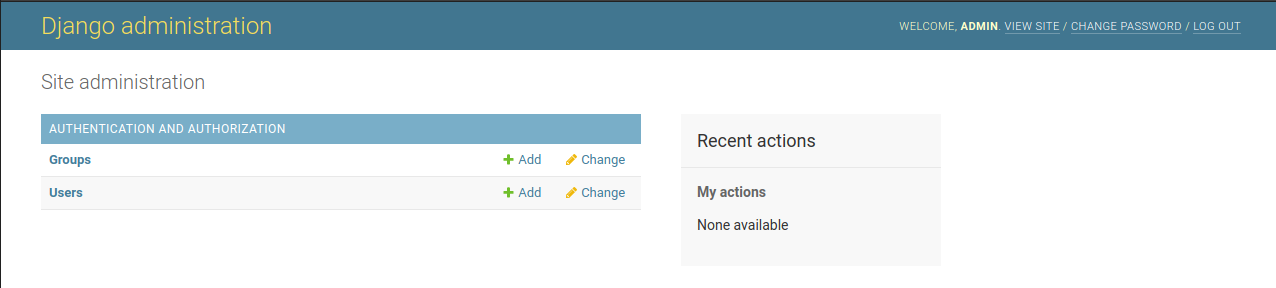 Django administration
WELCOME, ADMIN. VIEW SITE / CHANGE PASSWORD / LOG OUT
Site administration
AUTHENTICATION AND AUTHORIZATION
Groups Add Change
Users Add Change
Recent actions
My actions
None available